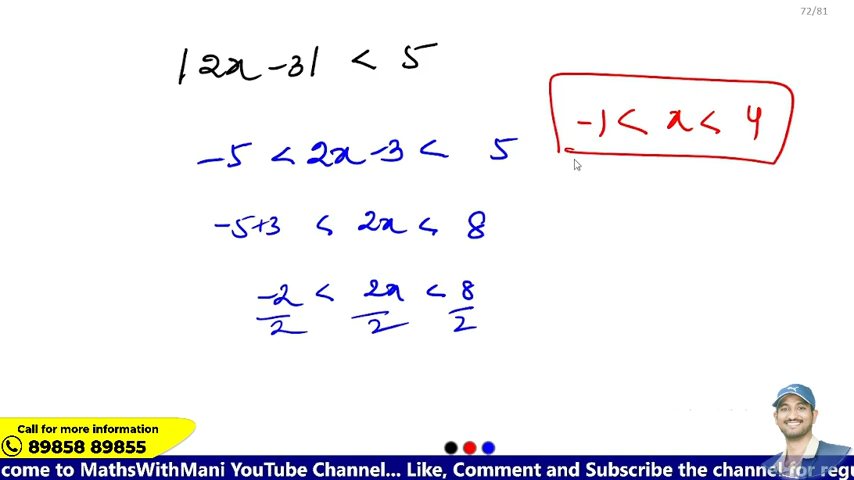 72/81
|2x-3| < 5
-1 < x < 4
-5 < 2x-3 < 5
-5+3 < 2x < 8
-2/2 < 2x/2 < 8/2
Call for more information
89858 89855
come to MathsWithMani YouTube Channel... Like, Comment and Subscribe the channel for regu